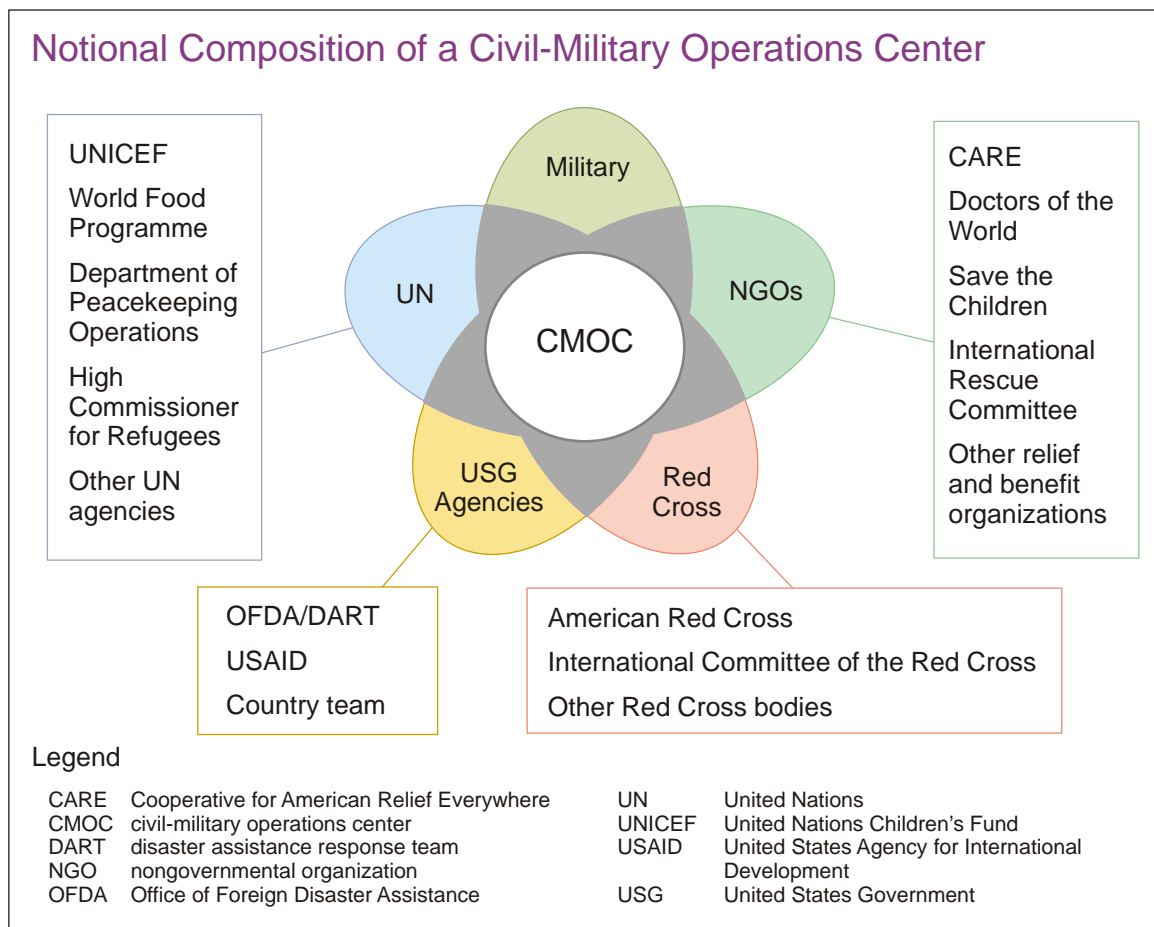 Notional Composition of a Civil-Military Operations Center
UNICEF
World Food
Programme
Department of
Peacekeeping
Operations
High
Commissioner
for Refugees
Other UN
agencies
Military
UN
NGOs
CMOC
USG
Agencies
Red
Cross
CARE
Doctors of the
World
Save the
Children
International
Rescue
Committee
Other relief
and benefit
organizations
OFDA/DART
USAID
Country team
American Red Cross
International Committee of the Red Cross
Other Red Cross bodies
Legend
CARE Cooperative for American Relief Everywhere
CMOC civil-military operations center
DART disaster assistance response team
NGO nongovernmental organization
OFDA Office of Foreign Disaster Assistance
UN United Nations
UNICEF United Nations Children’s Fund
USAID United States Agency for International
Development
USG United States Government